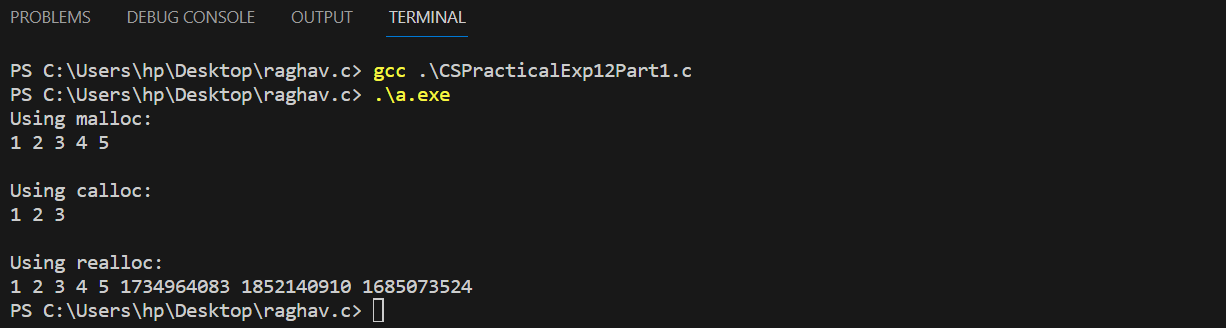 PROBLEMS DEBUG CONSOLE OUTPUT TERMINAL
PS C:\Users\hp\Desktop\raghav.c> gcc .\CSPracticalExp12Part1.c
PS C:\Users\hp\Desktop\raghav.c> .\a.exe
Using malloc:
1 2 3 4 5
Using calloc:
1 2 3
Using realloc:
1 2 3 4 5 1734964083 1852140910 1685073524
PS C:\Users\hp\Desktop\raghav.c>